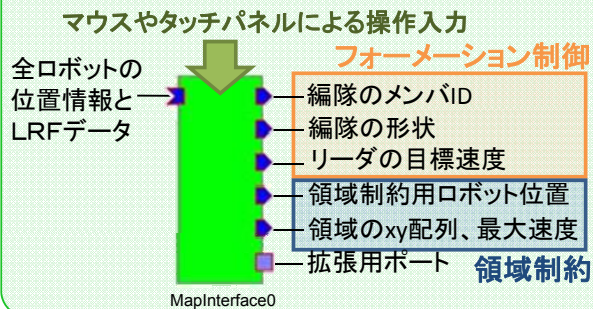 マウスやタッチパネルによる操作入力
フォーメーション制御
全ロボットの
位置情報と
LRFデータ
編隊のメンバID
編隊の形状
リーダの目標速度
領域制約用ロボット位置
領域のxy配列、最大速度
拡張用ポート
領域制約
MapInterface0